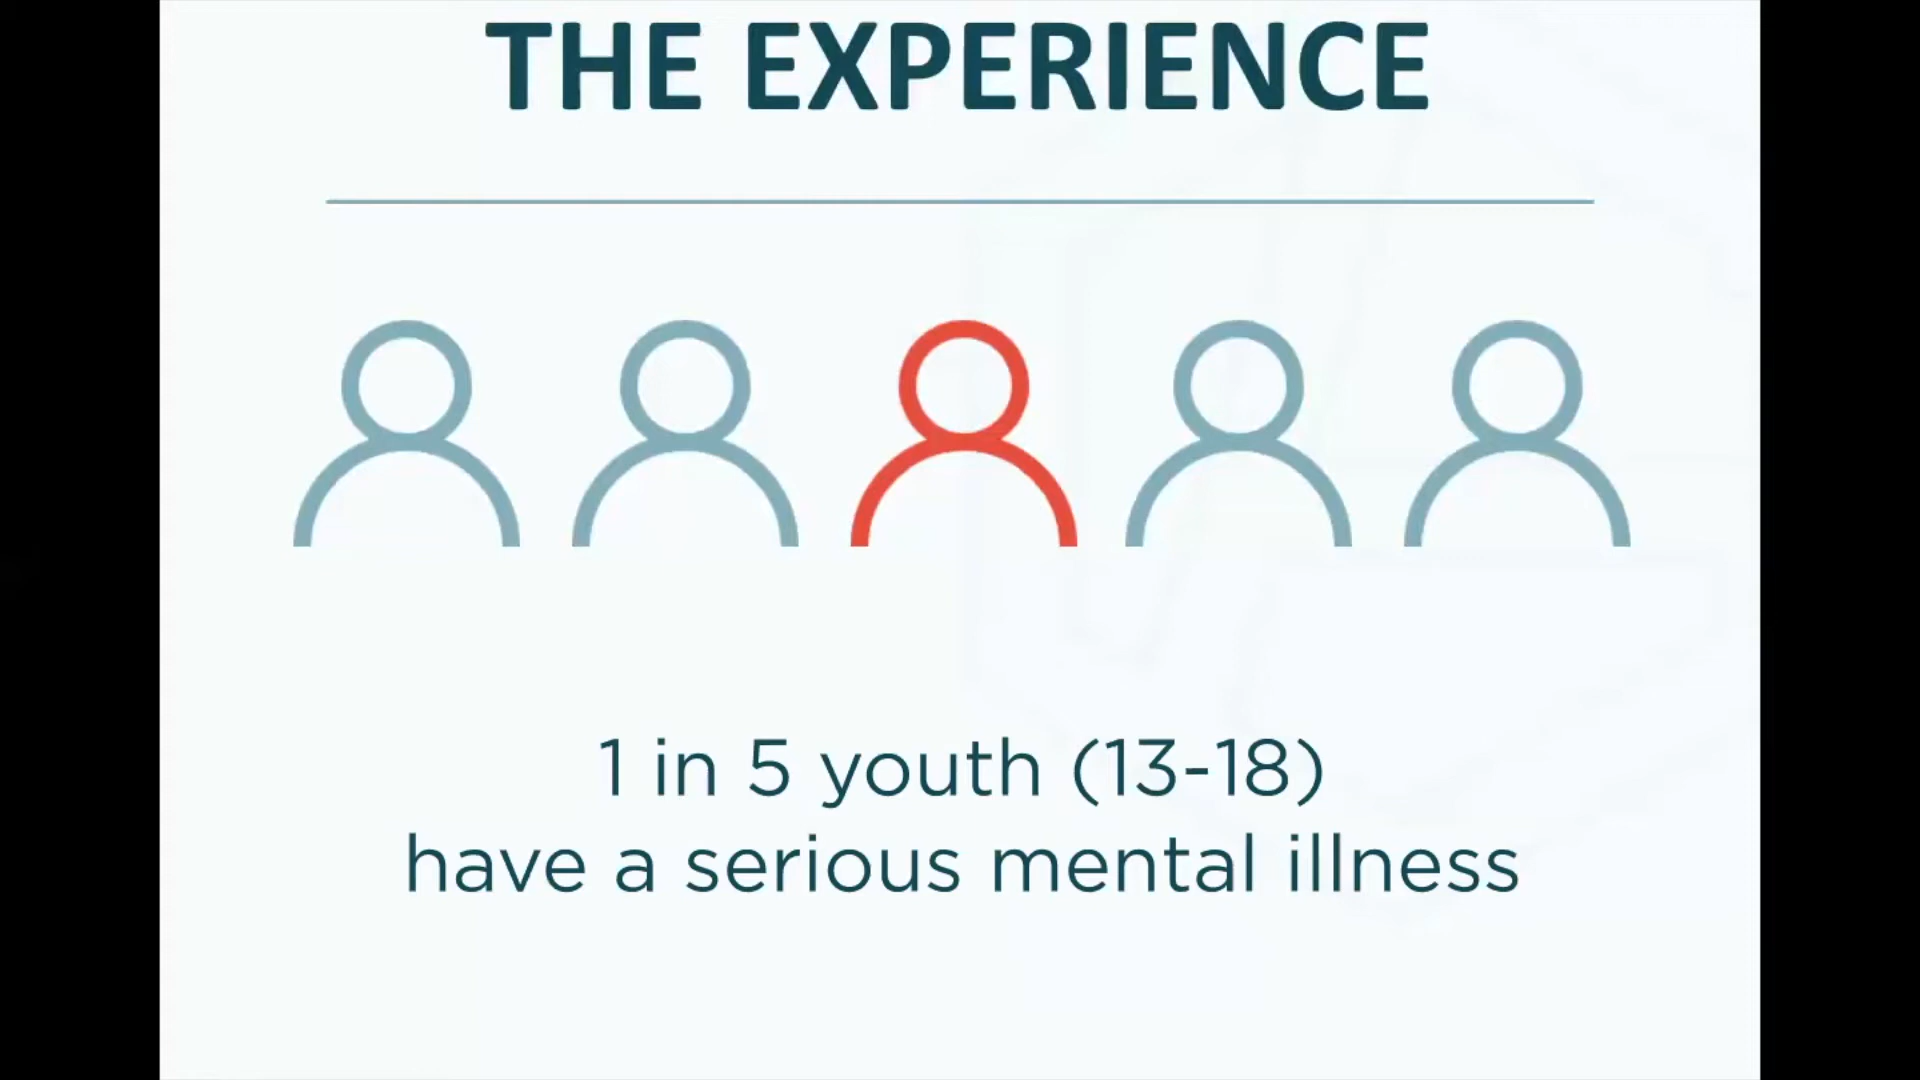 THE EXPERIENCE
1 in 5 youth (13-18)
have a serious mental illness